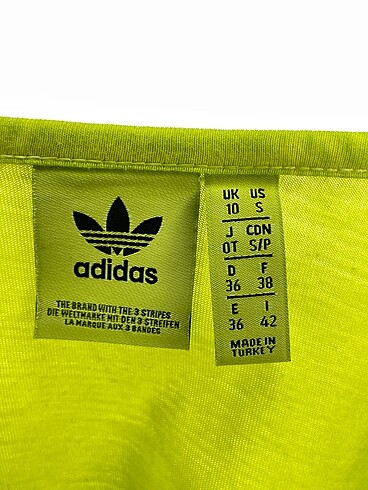 adidas
THE BRAND WITH THE 3 STRIPES
DIE WELTMARKE MIT DEN 3 STREIFEN
LA MARQUE AUX 3 BANDES
UK US
10 S
J CDN
OT S/P
D F
36 38
E I
36 42
MADE IN
TURKEY